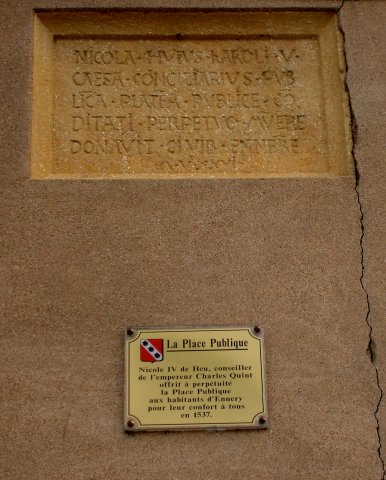 NICOLA · HVIVS · KAROLI · V ·
CAESA · CONCILIARIVS · PVB
LICA · PLATEA · PVBLICE · CO
DITATI · PERPETVO · MVERE
DONAVIT · CIVIB · ENNERE
La Place Publique
Nicole IV de Heu, conseiller
de l'empereur Charles Quint
offrit à perpétuité
la Place Publique
aux habitants d'Ennery
pour leur confort à tous
en 1537.